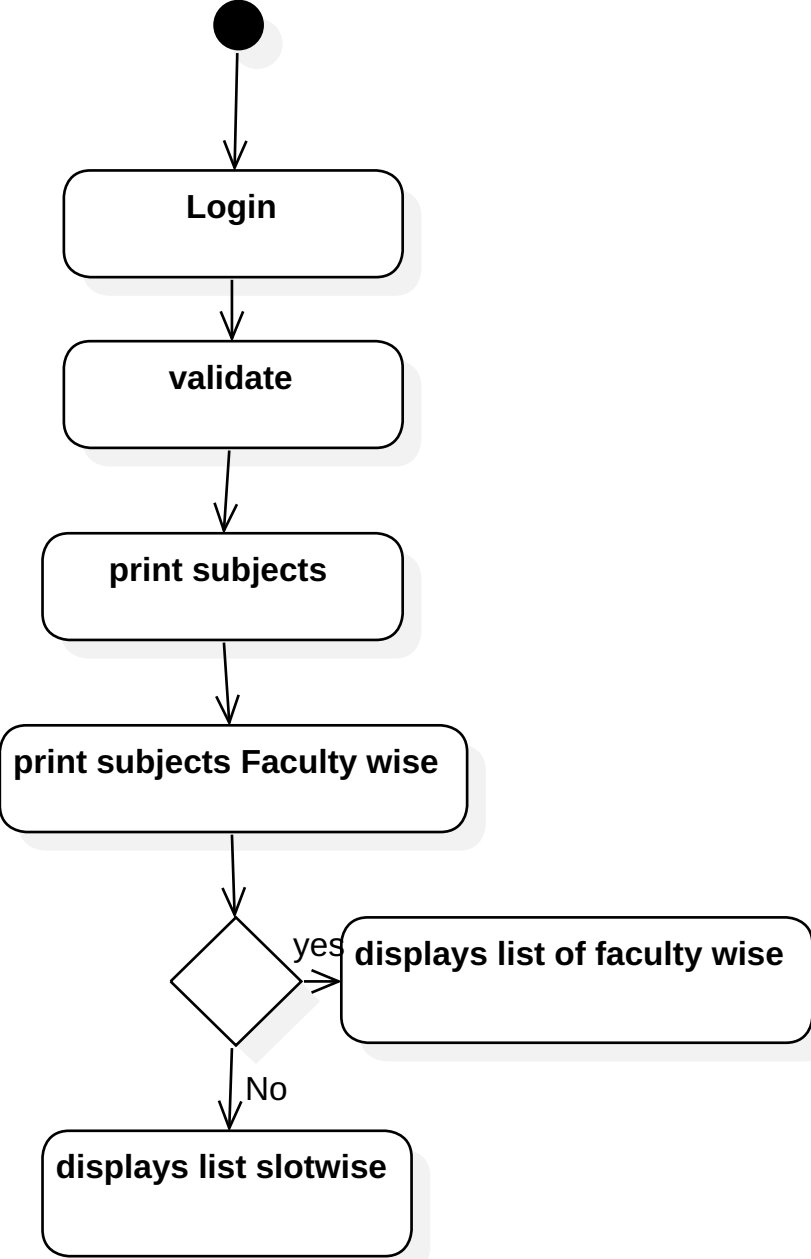 Login
validate
print subjects
print subjects Faculty wise
yes
displays list of faculty wise
No
displays list slotwise